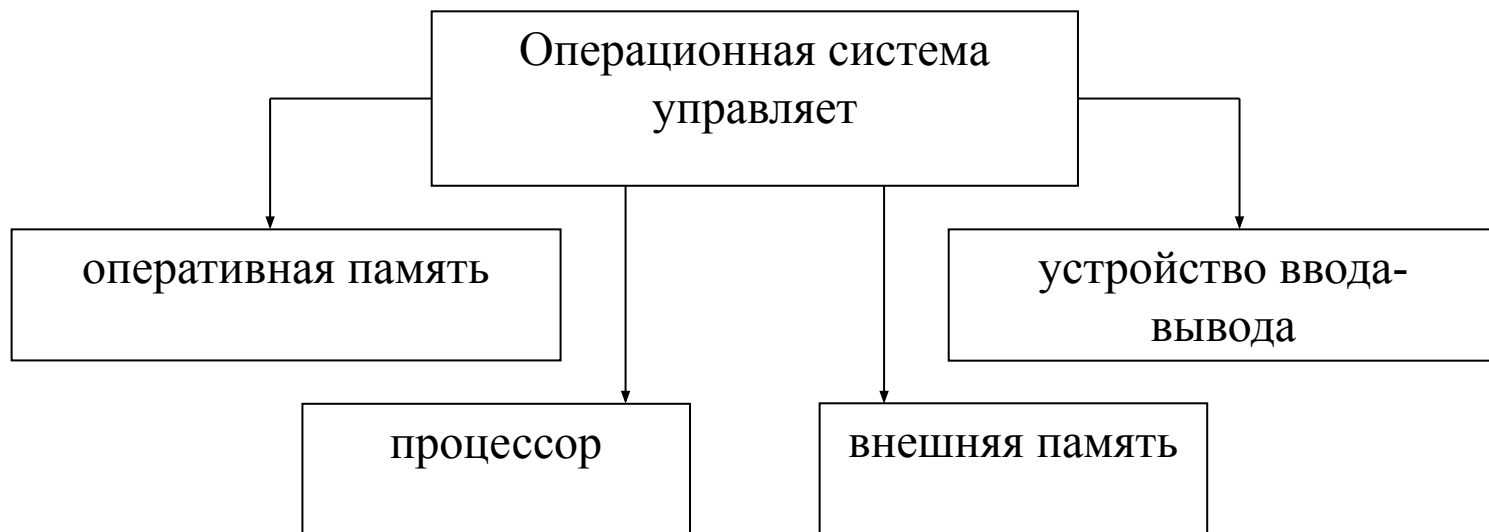 Операционная система
управляет
оперативная память
устройство ввода-
вывода
процессор
внешняя память